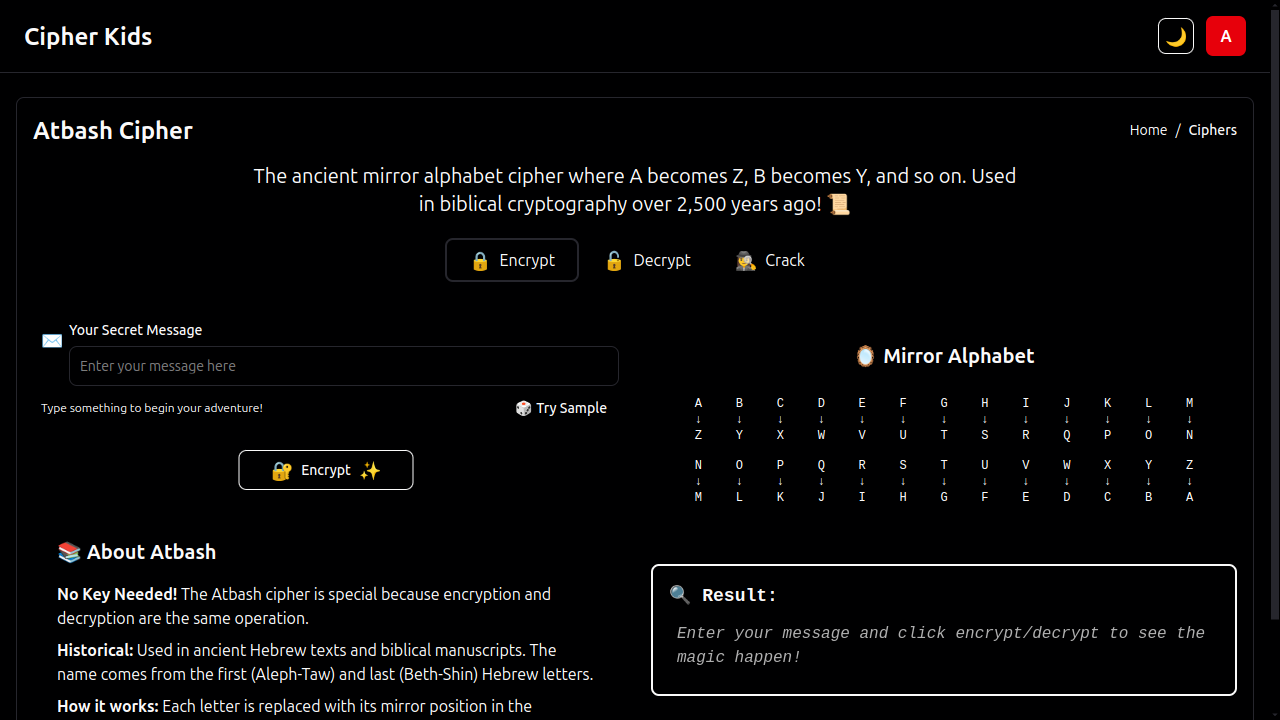 Cipher Kids
A
Atbash Cipher
Home / Ciphers
The ancient mirror alphabet cipher where A becomes Z, B becomes Y, and so on. Used
in biblical cryptography over 2,500 years ago! 📜
🔒 Encrypt
🔓 Decrypt
🕵️ Crack
Your Secret Message
Enter your message here
Type something to begin your adventure!
🎲 Try Sample
🔐 Encrypt ✨
📚 About Atbash
No Key Needed! The Atbash cipher is special because encryption and
decryption are the same operation.
Historical: Used in ancient Hebrew texts and biblical manuscripts. The
name comes from the first (Aleph-Taw) and last (Beth-Shin) Hebrew letters.
How it works: Each letter is replaced with its mirror position in the
🪞 Mirror Alphabet
A B C D E F G H I J K L M
↓ ↓ ↓ ↓ ↓ ↓ ↓ ↓ ↓ ↓ ↓ ↓ ↓
Z Y X W V U T S R Q P O N
N O P Q R S T U V W X Y Z
↓ ↓ ↓ ↓ ↓ ↓ ↓ ↓ ↓ ↓ ↓ ↓ ↓
M L K J I H G F E D C B A
🔍 Result:
Enter your message and click encrypt/decrypt to see the
magic happen!